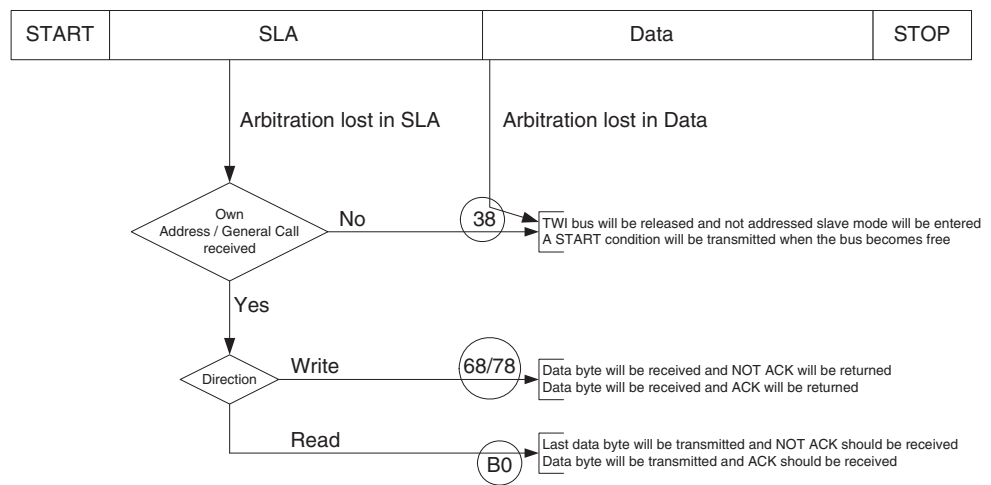 START SLA Data STOP
Arbitration lost in SLA Arbitration lost in Data
Own
Address / General Call
received
No
38
TWI bus will be released and not addressed slave mode will be entered
A START condition will be transmitted when the bus becomes free
Yes
Direction
Write
68/78
Data byte will be received and NOT ACK will be returned
Data byte will be received and ACK will be returned
Read
B0
Last data byte will be transmitted and NOT ACK should be received
Data byte will be transmitted and ACK should be received